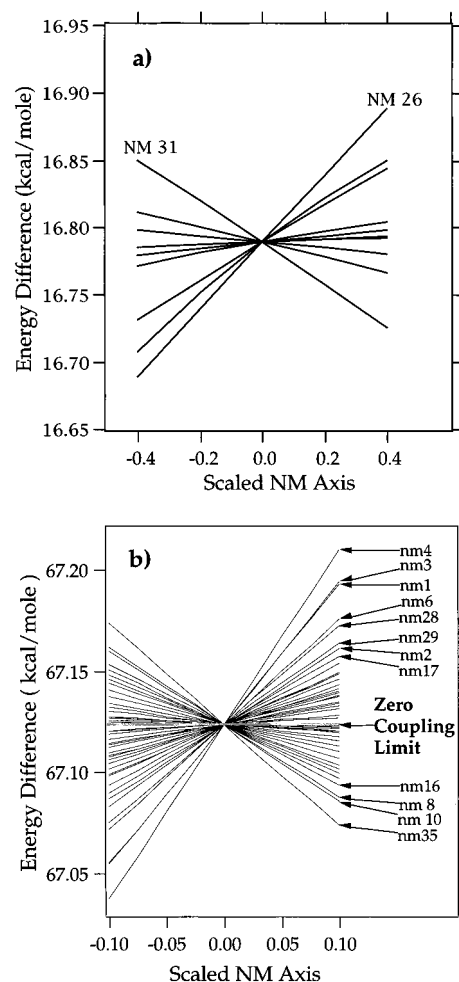 a)
Energy Difference (kcal/mole)
16.95
16.90
16.85
16.80
16.75
16.70
16.65
NM 31
NM 26
-0.4
-0.2
0.0
0.2
0.4
Scaled NM Axis
b)
Energy Difference ( kcal/mole )
67.20
67.15
67.10
67.05
nm4
nm3
nm1
nm6
nm28
nm29
nm2
nm17
Zero
Coupling
Limit
nm16
nm 8
nm 10
nm35
-0.10
-0.05
0.00
0.05
0.10
Scaled NM Axis